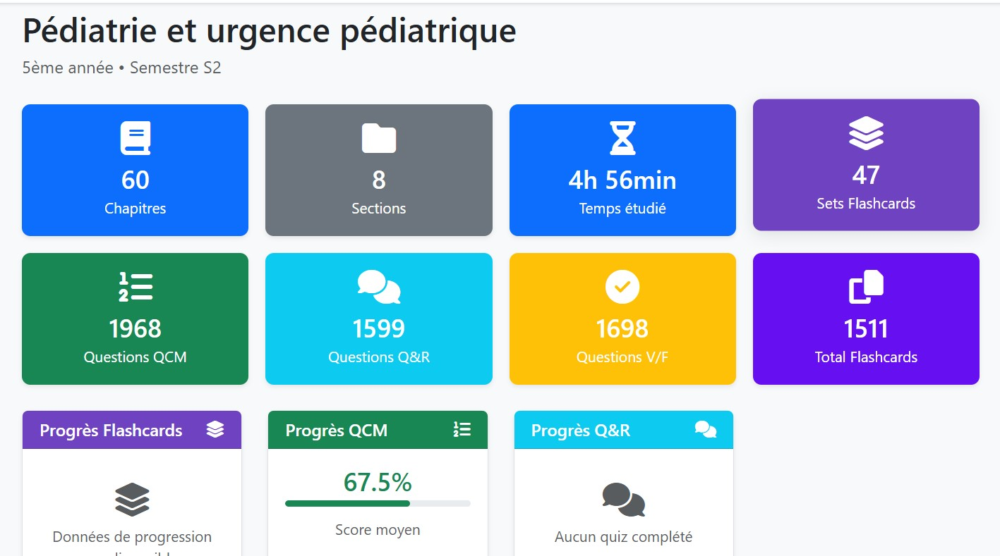 Pédiatrie et urgence pédiatrique
5ème année • Semestre S2
60
Chapitres
8
Sections
4h 56min
Temps étudié
47
Sets Flashcards
1968
Questions QCM
1599
Questions Q&R
1698
Questions V/F
1511
Total Flashcards
Progrès Flashcards
Données de progression
Progrès QCM
67.5%
Score moyen
Progrès Q&R
Aucun quiz complété